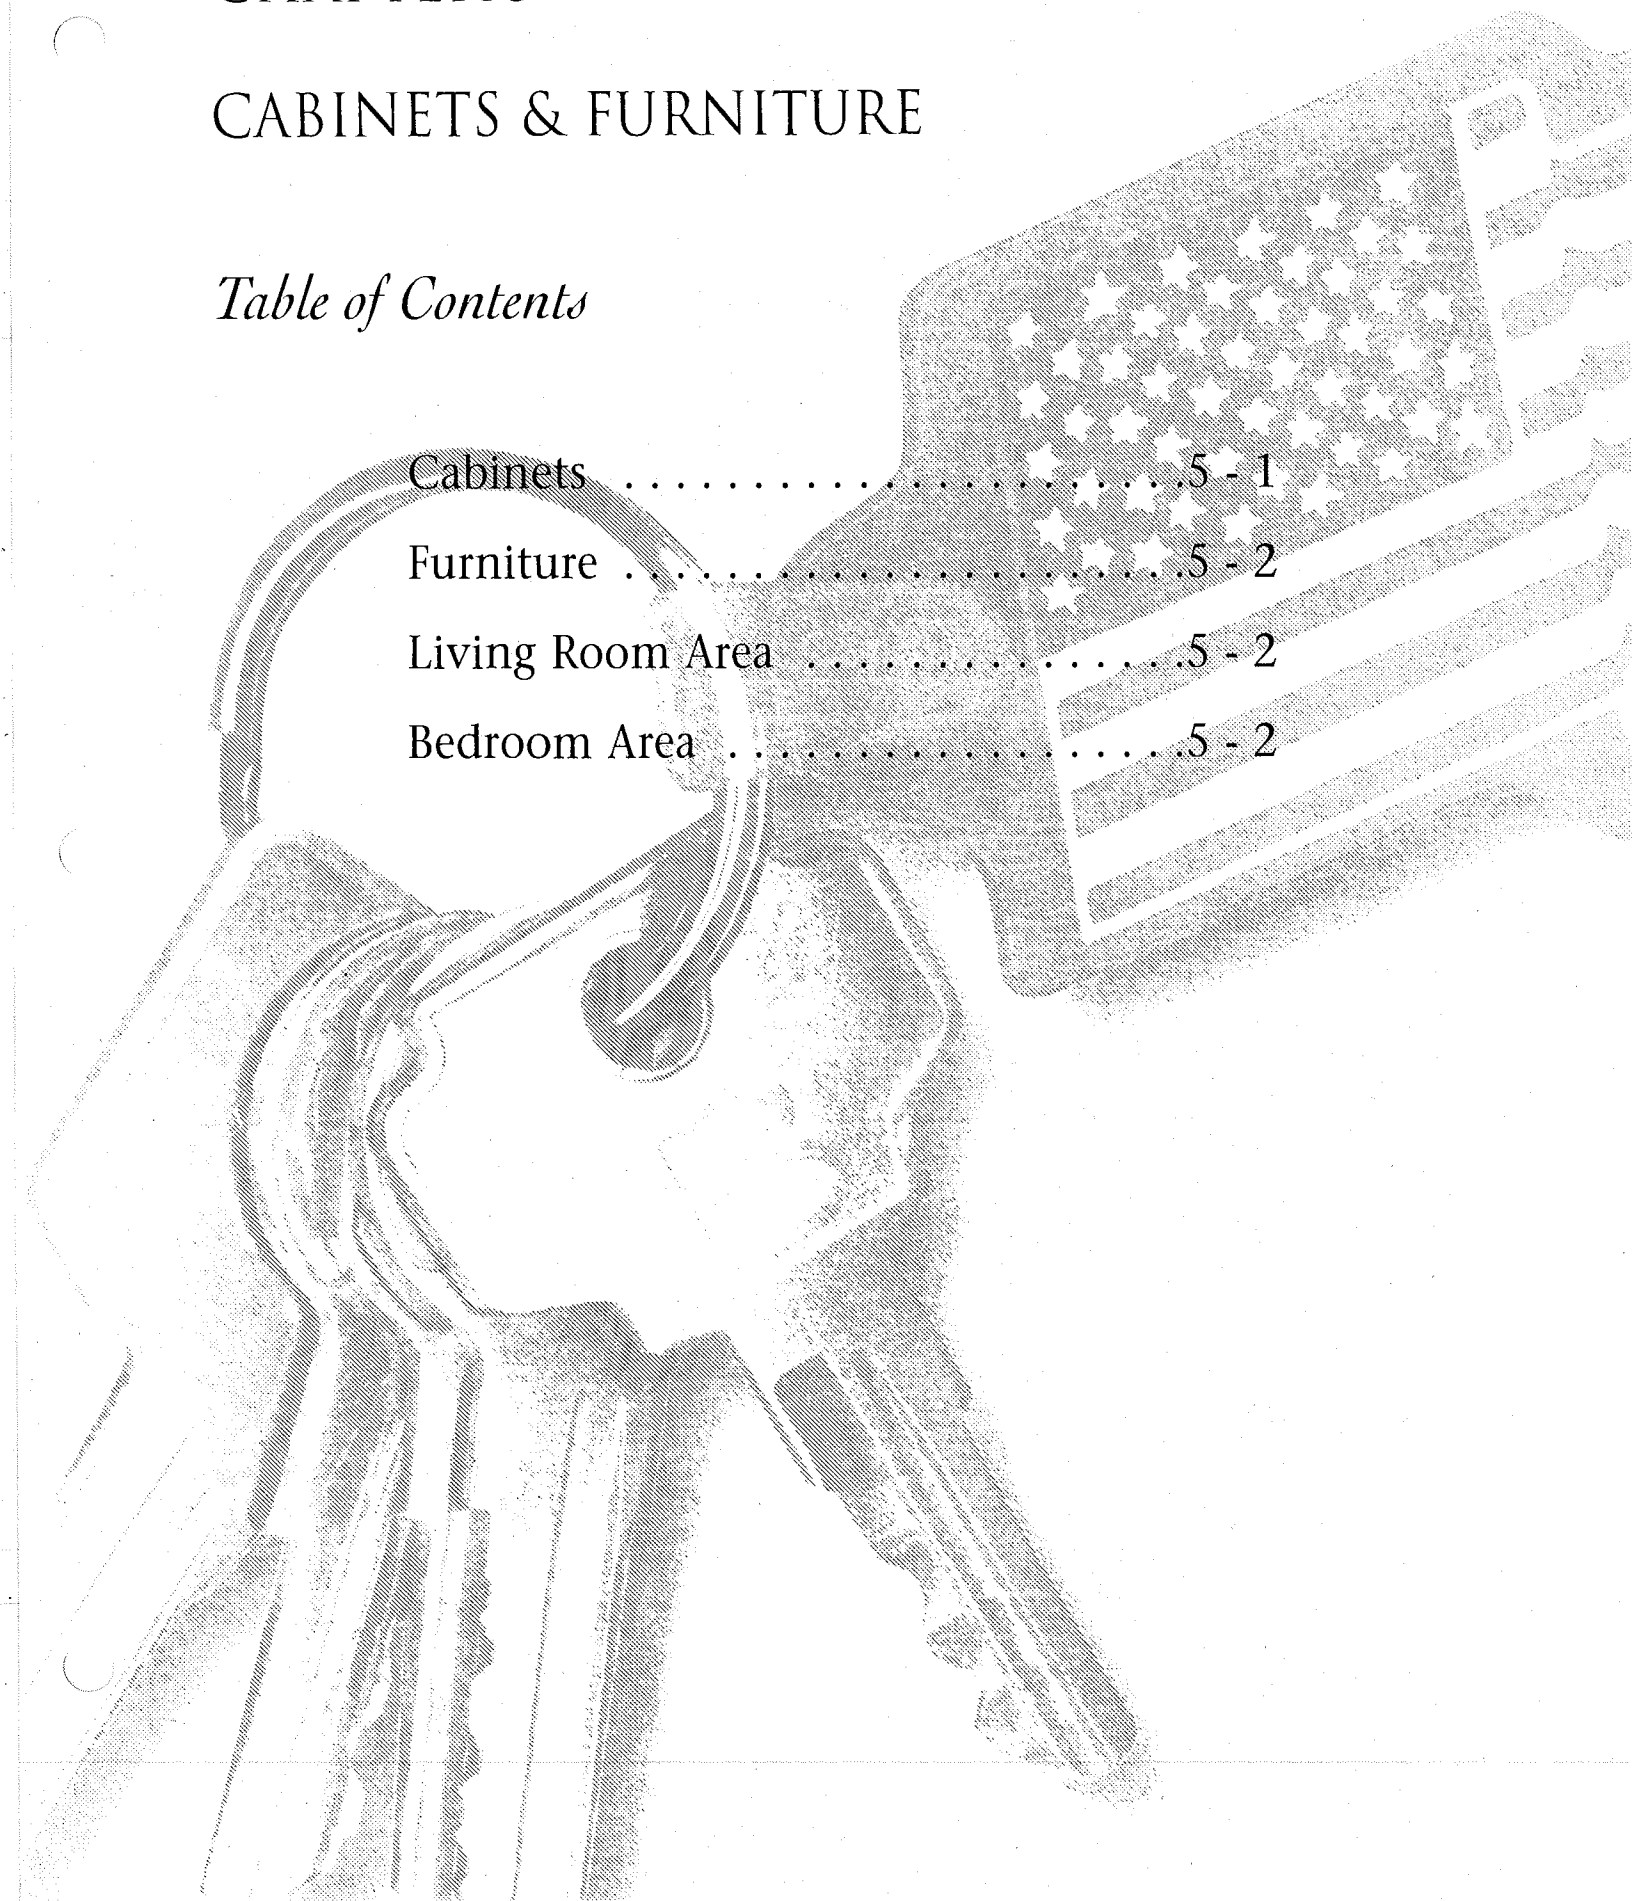 CABINETS & FURNITURE
Table of Contents
Cabinets . . . . . . . . . . . . . . . . . . . . . .5 - 1
Furniture . . . . . . . . . . . . . . . . . . . . . .5 - 2
Living Room Area . . . . . . . . . . . . . . .5 - 2
Bedroom Area . . . . . . . . . . . . . . . . . .5 - 2